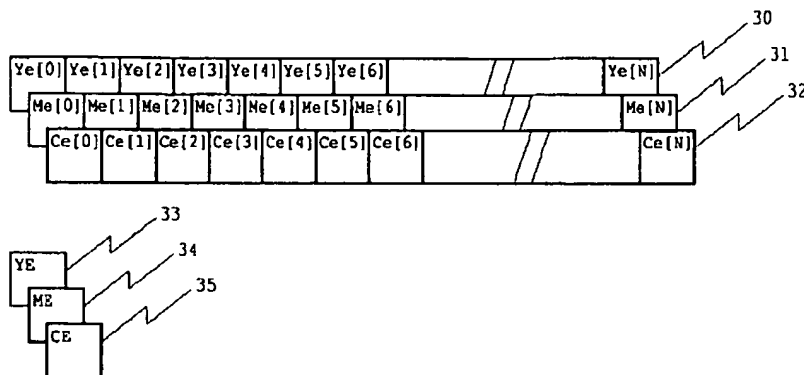 30
Ye[0] Ye[1] Ye[2] Ye[3] Ye[4] Ye[5] Ye[6] Ye[N]
31
Me[0] Me[1] Me[2] Me[3] Me[4] Me[5] Me[6] Me[N]
32
Ce[0] Ce[1] Ce[2] Ce[3] Ce[4] Ce[5] Ce[6] Ce[N]
33
YE
34
ME
35
CE